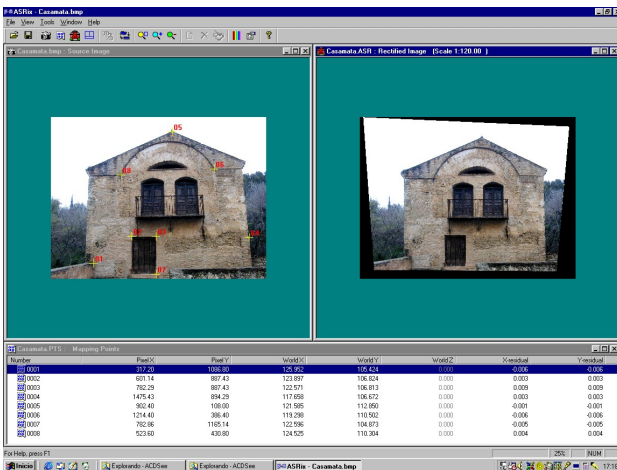 ASRix - Casamata.bmp
File View Tools Window Help
Casamata.bmp : Source Image
Casamata.ASR : Rectified Image (Scale 1:120.00 )
05
06
08
03
04
01
07
Casamata.PTS : Mapping Points
Number Pixel X Pixel Y World X World Y World Z X-residual Y-residual
0001 317.20 1086.80 125.952 105.424 0.000 -0.006 -0.006
0002 601.14 887.43 123.897 106.824 0.000 0.003 0.003
0003 782.29 887.43 122.571 106.813 0.000 0.009 0.009
0004 1475.43 894.29 117.658 106.672 0.000 0.003 0.003
0005 902.40 108.00 121.585 112.850 0.000 -0.001 -0.001
0006 1214.40 386.40 119.298 110.502 0.000 -0.006 -0.006
0007 782.86 1165.14 122.596 104.873 0.000 -0.005 -0.005
0008 523.60 430.80 124.525 110.304 0.000 0.004 0.004
For Help, press F1
25% NUM
Inicio Explorando - ACDSee Explorando - ACDSee ASRix - Casamata.bmp 17:18